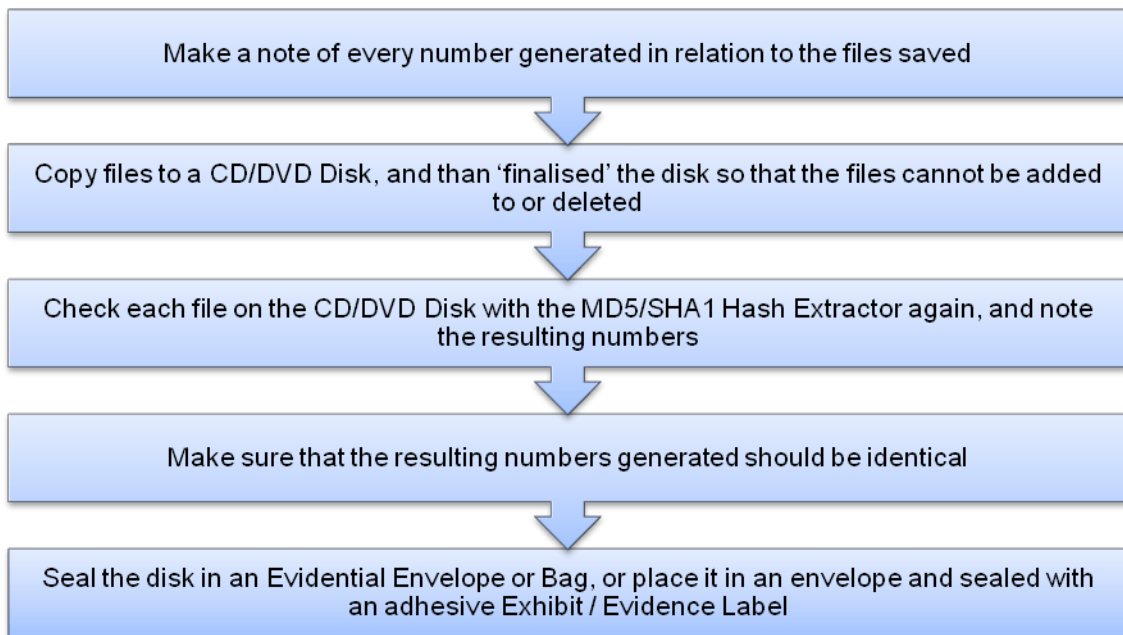 Make a note of every number generated in relation to the files saved
Copy files to a CD/DVD Disk, and than ‘finalised’ the disk so that the files cannot be added
to or deleted
Check each file on the CD/DVD Disk with the MD5/SHA1 Hash Extractor again, and note
the resulting numbers
Make sure that the resulting numbers generated should be identical
Seal the disk in an Evidential Envelope or Bag, or place it in an envelope and sealed with
an adhesive Exhibit / Evidence Label